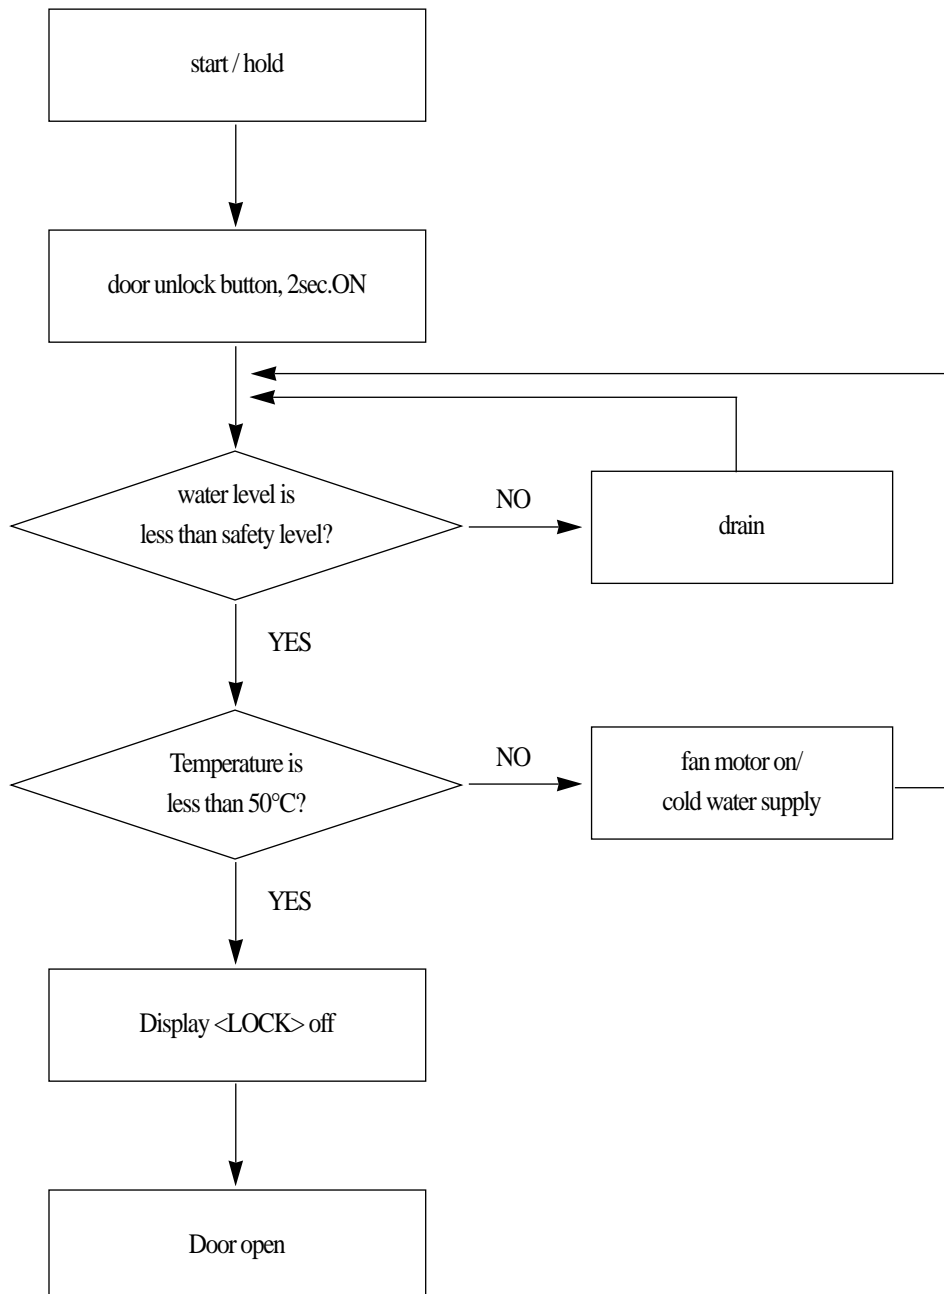 start / hold
door unlock button, 2sec.ON
water level is
less than safety level?
NO
drain
YES
Temperature is
less than 50°C?
NO
fan motor on/
cold water supply
YES
Display <LOCK> off
Door open